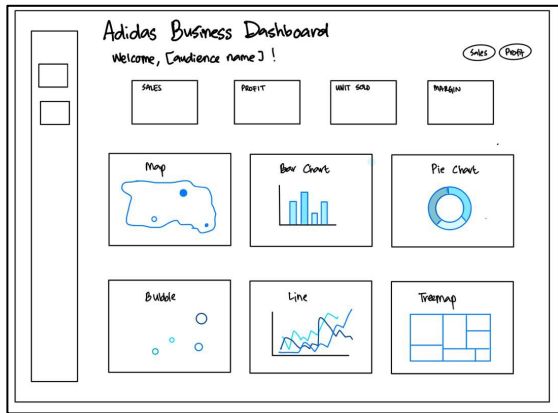 Adidas Business Dashboard
Welcome, [audience name] !
Sales Profit
SALES PROFIT UNIT SOLD MARGIN
Map Bar Chart Pie Chart
Bubble Line Treemap